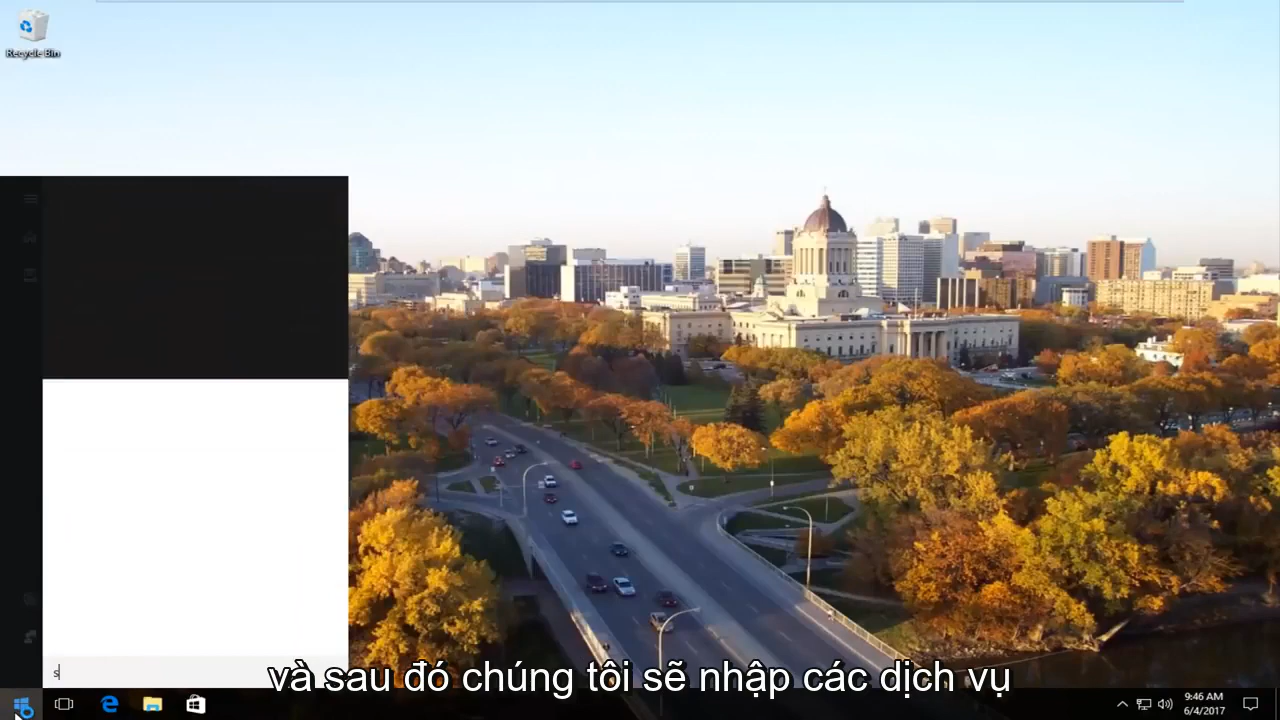 Recycle Bin
s
và sau đó chúng tôi sẽ nhập các dịch vụ
9:46 AM
6/4/2017